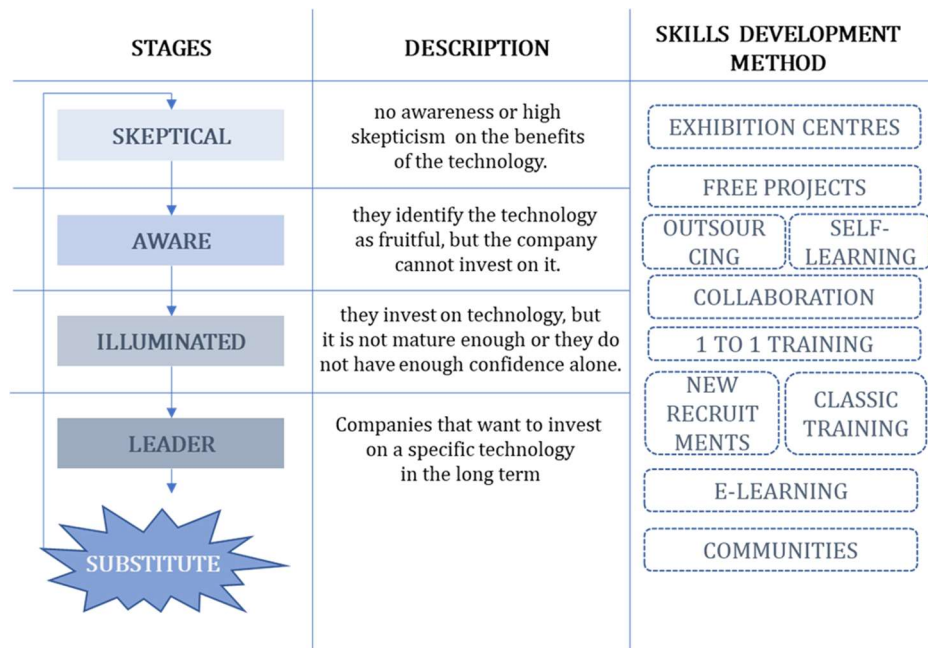 STAGES
DESCRIPTION
SKILLS DEVELOPMENT
METHOD
SKEPTICAL
no awareness or high
skepticism on the benefits
of the technology.
EXHIBITION CENTRES
FREE PROJECTS
AWARE
they identify the technology
as fruitful, but the company
cannot invest on it.
OUTSOUR
CING
SELF-
LEARNING
COLLABORATION
ILLUMINATED
they invest on technology, but
it is not mature enough or they do
not have enough confidence alone.
1 TO 1 TRAINING
NEW
RECRUIT
MENTS
CLASSIC
TRAINING
LEADER
Companies that want to invest
on a specific technology
in the long term
E-LEARNING
COMMUNITIES
SUBSTITUTE